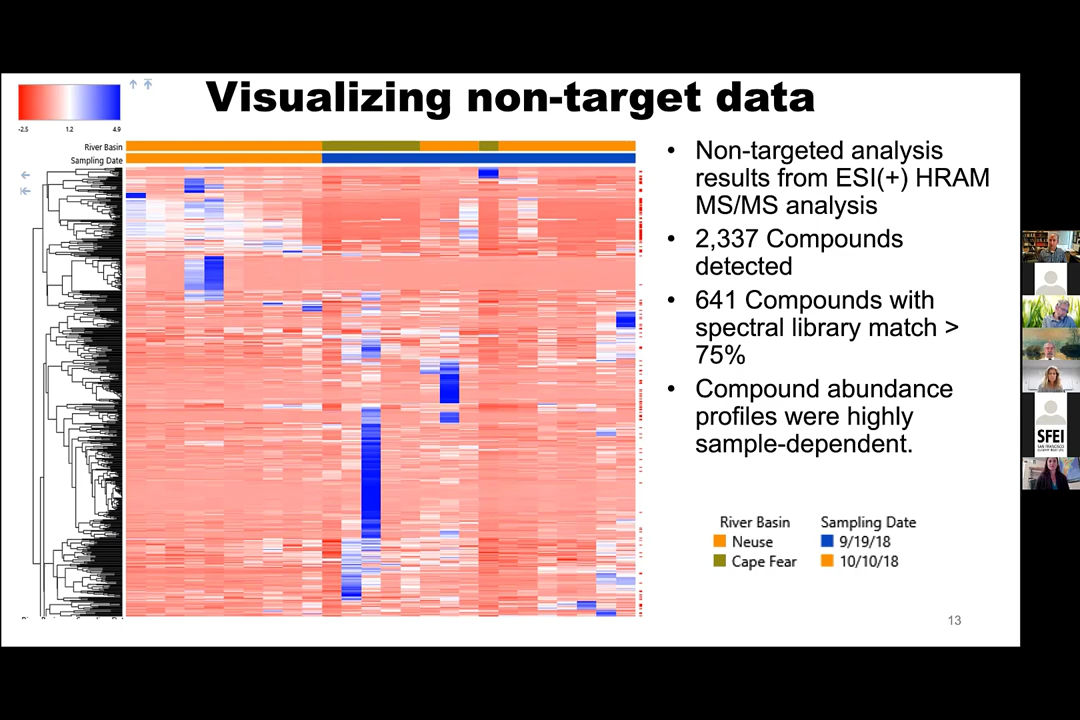 Visualizing non-target data
-2.5 1.2 4.9
River Basin
Sampling Date
• Non-targeted analysis
results from ESI(+) HRAM
MS/MS analysis
• 2,337 Compounds
detected
• 641 Compounds with
spectral library match >
75%
• Compound abundance
profiles were highly
sample-dependent.
River Basin Sampling Date
Neuse 9/19/18
Cape Fear 10/10/18
13
SFEI